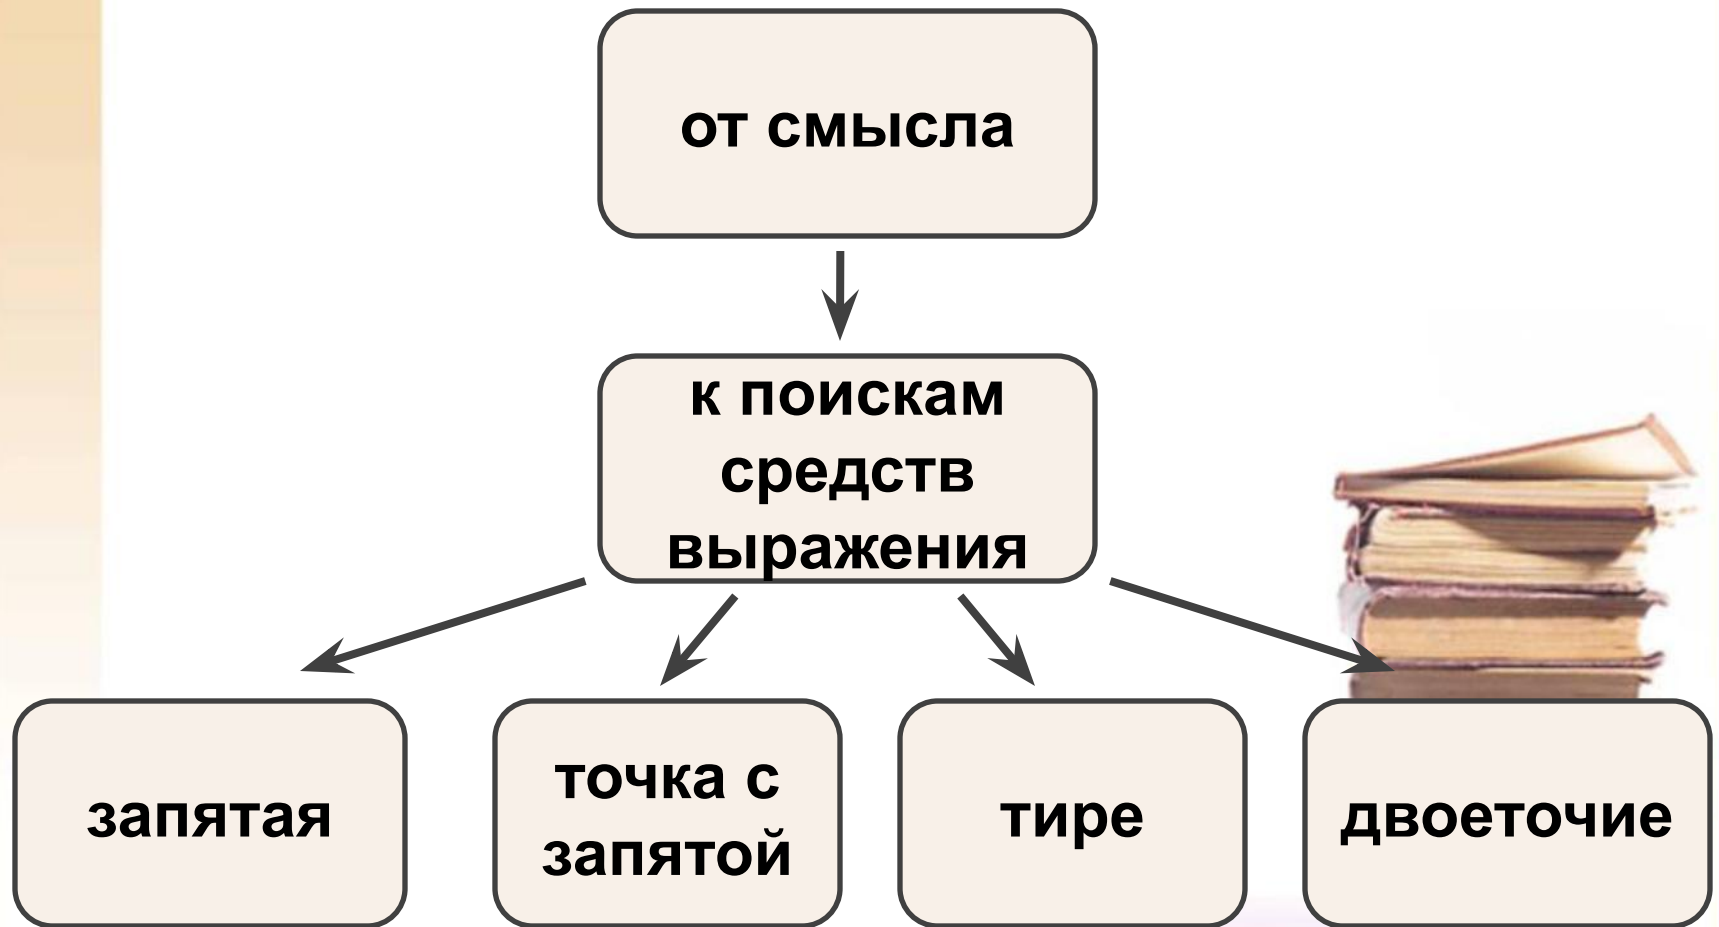 от смысла
к поискам
средств
выражения
запятая
точка с
запятой
тире
двоеточие